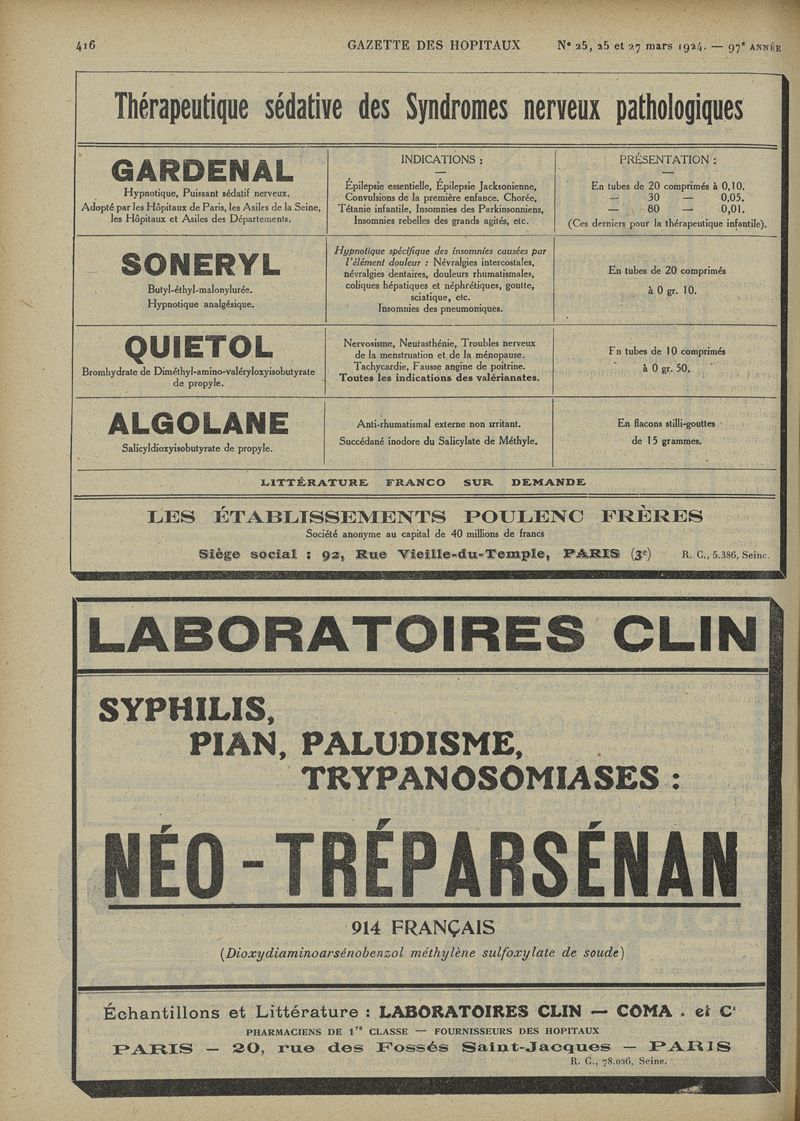 416 GAZETTE DES HOPITAUX N° 25, 25 et 27 mars 1924. — 97e ANNÉE
Thérapeutique sédative des Syndromes nerveux pathologiques
GARDENAL
Hypnotique, Puissant sédatif nerveux.
Adopté par les Hôpitaux de Paris, les Asiles de la Seine,
les Hôpitaux et Asiles des Départements.
INDICATIONS :
Épilepsie essentielle, Épilepsie Jacksonienne,
Convulsions de la première enfance. Chorée,
Tétanie infantile, Insomnies des Parkinsonniens,
Insomnies rebelles des grands agités, etc.
PRÉSENTATION :
En tubes de 20 comprimés à 0,10.
— 30 — 0,05.
— 80 — 0,01.
(Ces derniers pour la thérapeutique infantile).
SONERYL
Butyl-éthyl-malonylurée.
Hypnotique analgésique.
Hypnotique spécifique des insomnies causées par
l'élément douleur : Névralgies intercostales,
névralgies dentaires, douleurs rhumatismales,
coliques hépatiques et néphrétiques, goutte,
sciatique, etc.
Insomnies des pneumoniques.
En tubes de 20 comprimés
à 0 gr. 10.
QUIETOL
Bromhydrate de Diméthyl-amino-valéryloxyisobutyrate
de propyle.
Nervosisme, Neurasthénie, Troubles nerveux
de la menstruation et de la ménopause.
Tachycardie, Fausse angine de poitrine.
Toutes les indications des valérianates.
En tubes de 10 comprimés
à 0 gr. 50.
ALGOLANE
Salicyldioxyisobutyrate de propyle.
Anti-rhumatismal externe non irritant.
Succédané inodore du Salicylate de Méthyle.
En flacons stilli-gouttes
de 15 grammes.
LITTÉRATURE FRANCO SUR DEMANDE
LES ÉTABLISSEMENTS POULENC FRÈRES
Société anonyme au capital de 40 millions de francs
Siège social : 92, Rue Vieille-du-Temple, PARIS (3e) R. C., 5.386, Seine.
LABORATOIRES CLIN
SYPHILIS,
PIAN, PALUDISME,
TRYPANOSOMIASES :
NÉO-TRÉPARSÉNAN
914 FRANÇAIS
(Dioxydiaminoarsénobenzol méthylène sulfoxylate de soude)
Échantillons et Littérature : LABORATOIRES CLIN — COMAR et Cie
PHARMACIENS DE 1re CLASSE — FOURNISSEURS DES HOPITAUX
PARIS — 20, rue des Fossés Saint-Jacques — PARIS
R. C., 78.026, Seine.